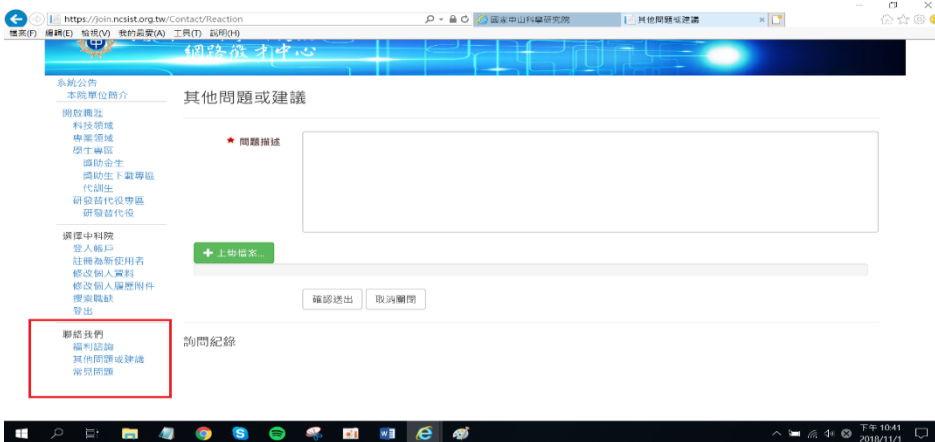 https://join.ncsist.org.tw/Contact/Reaction
國家中山科學研究院
其他問題或建議
檔案(F) 編輯(E) 檢視(V) 我的最愛(A) 工具(T) 說明(H)
網路徵才中心
系統公告
本院單位簡介
開放職涯
科技領域
專業領域
學生專區
獎助金生
獎助生下載專區
代訓生
研發替代役專區
研發替代役
選擇中科院
登入帳戶
註冊為新使用者
修改個人資料
修改個人履歷附件
搜索職缺
登出
聯絡我們
福利諮詢
其他問題或建議
常見問題
其他問題或建議
問題描述
上傳檔案...
確認送出 取消關閉
詢問紀錄
下午 10:41
2018/11/1